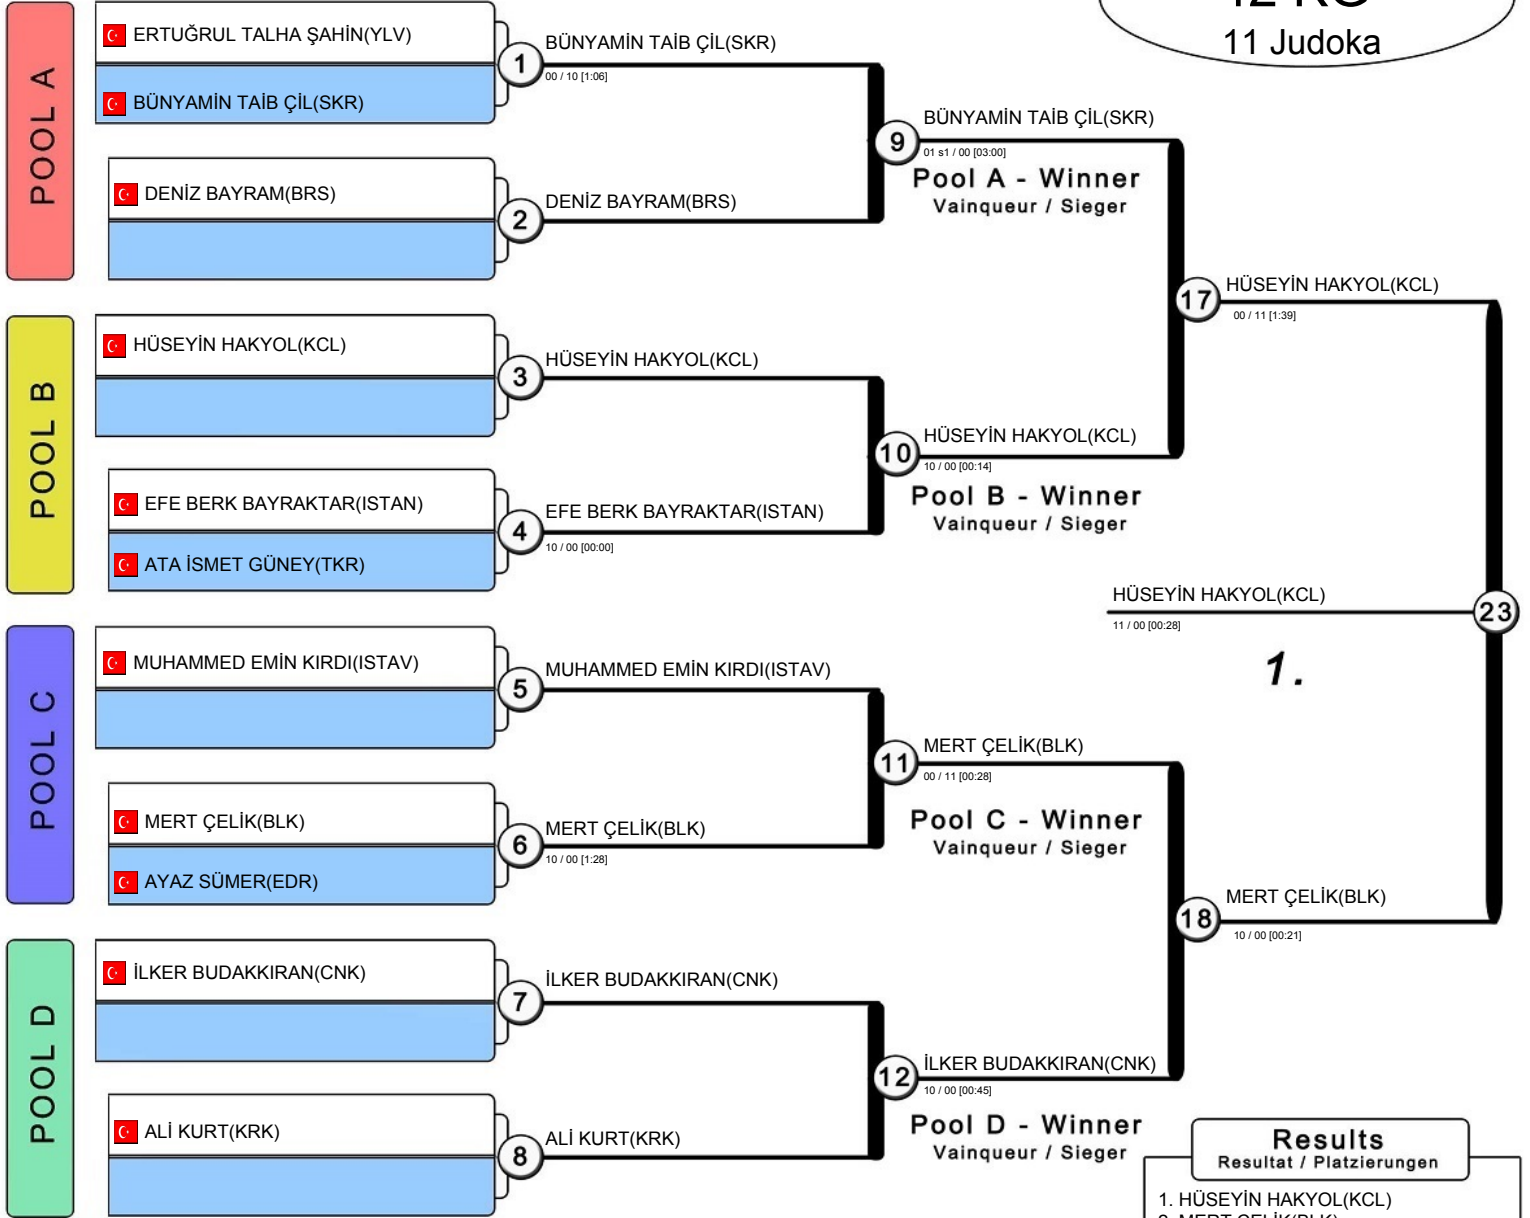 42 KG
11 Judoka
POOL A
ERTUĞRUL TALHA ŞAHİN(YLV)
BÜNYAMİN TAİB ÇİL(SKR)
1
BÜNYAMİN TAİB ÇİL(SKR)
00 / 10 [1:06]
DENİZ BAYRAM(BRS)
2
DENİZ BAYRAM(BRS)
9
BÜNYAMİN TAİB ÇİL(SKR)
01 s1 / 00 [03:00]
Pool A - Winner
Vainqueur / Sieger
POOL B
HÜSEYİN HAKYOL(KCL)
3
HÜSEYİN HAKYOL(KCL)
EFE BERK BAYRAKTAR(ISTAN)
ATA İSMET GÜNEY(TKR)
4
EFE BERK BAYRAKTAR(ISTAN)
10 / 00 [00:00]
10
HÜSEYİN HAKYOL(KCL)
10 / 00 [00:14]
Pool B - Winner
Vainqueur / Sieger
17
HÜSEYİN HAKYOL(KCL)
00 / 11 [1:39]
HÜSEYİN HAKYOL(KCL)
11 / 00 [00:28]
23
1.
POOL C
MUHAMMED EMİN KIRDI(ISTAV)
5
MUHAMMED EMİN KIRDI(ISTAV)
MERT ÇELİK(BLK)
AYAZ SÜMER(EDR)
6
MERT ÇELİK(BLK)
10 / 00 [1:28]
11
MERT ÇELİK(BLK)
00 / 11 [00:28]
Pool C - Winner
Vainqueur / Sieger
18
MERT ÇELİK(BLK)
10 / 00 [00:21]
POOL D
İLKER BUDAKKIRAN(CNK)
7
İLKER BUDAKKIRAN(CNK)
ALİ KURT(KRK)
8
ALİ KURT(KRK)
12
İLKER BUDAKKIRAN(CNK)
10 / 00 [00:45]
Pool D - Winner
Vainqueur / Sieger
Results
Resultat / Platzierungen
1. HÜSEYİN HAKYOL(KCL)
2. MERT ÇELİK(BLK)